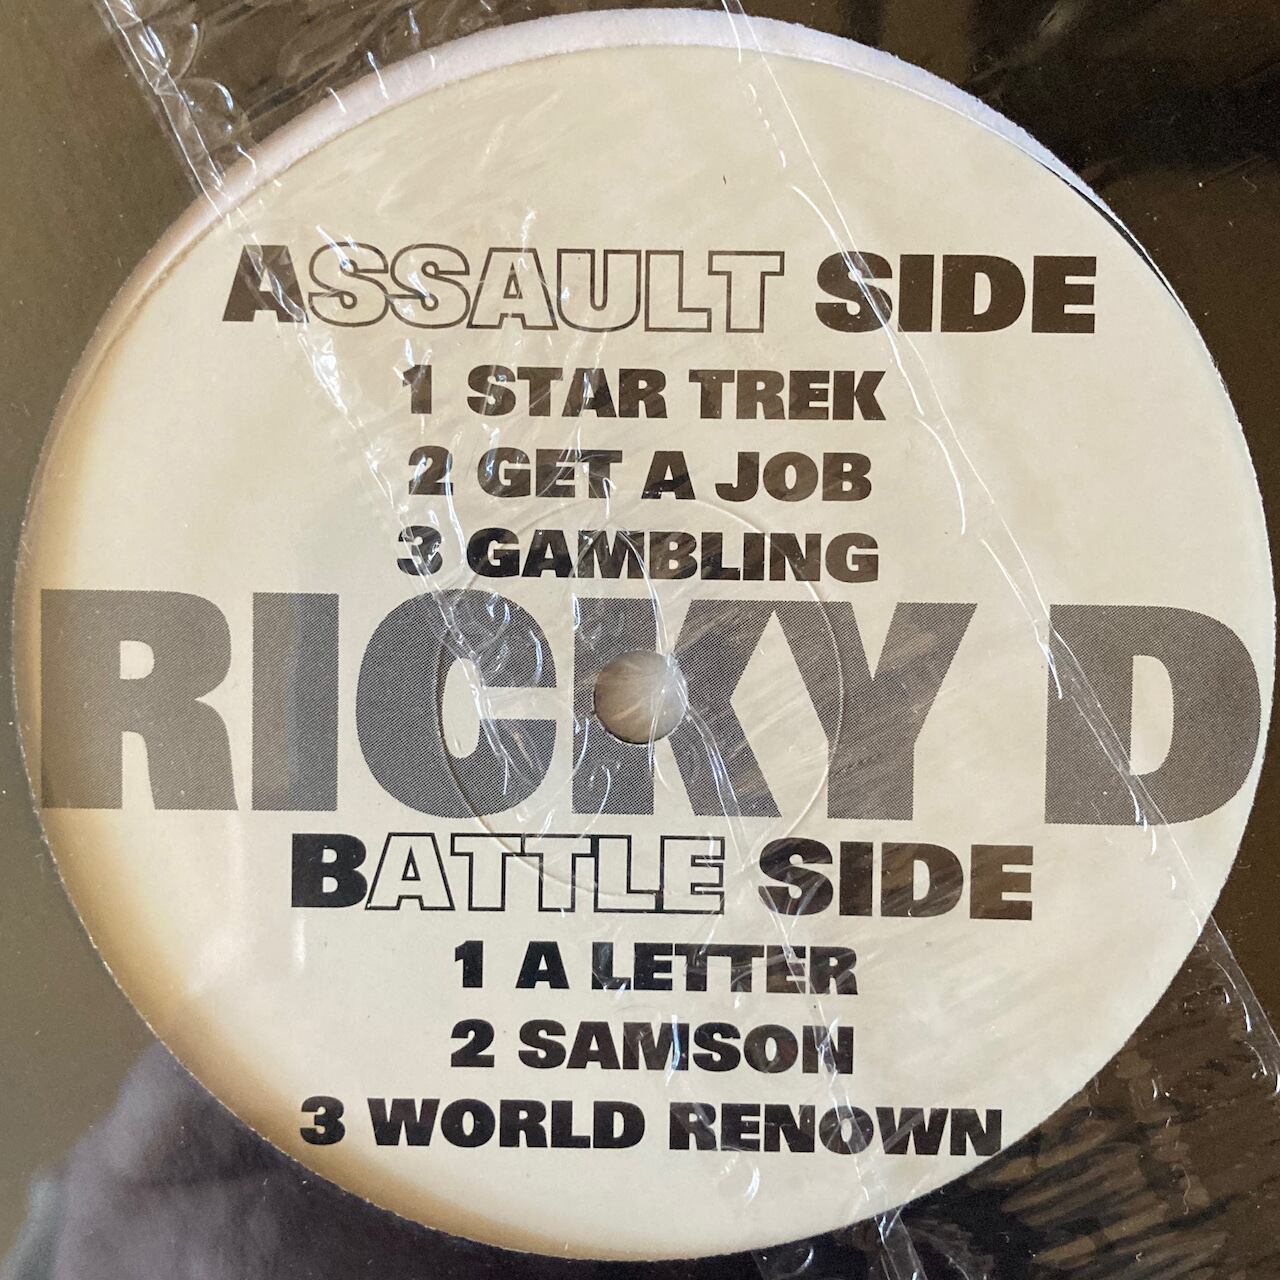 ASSAULT SIDE
1 STAR TREK
2 GET A JOB
3 GAMBLING
RICKY D
BATTLE SIDE
1 A LETTER
2 SAMSON
3 WORLD RENOWN